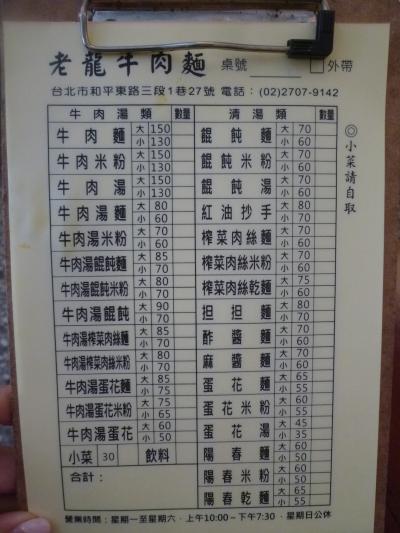 老龍牛肉麵 桌號 □外帶
台北市和平東路三段1巷27號 電話：(02)2707-9142
牛肉湯類 數量 清湯類 數量
牛肉麵 大 150 小 130 餛飩麵 大 70 小 60
牛肉米粉 大 150 小 130 餛飩米粉 大 70 小 60
牛肉湯 大 150 小 130 餛飩湯 大 70 小 60
牛肉湯麵 大 80 小 60 紅油抄手 大 80 小 70
牛肉湯米粉 大 70 小 60 榨菜肉絲麵 大 70 小 60
牛肉湯餛飩麵 大 85 小 70 榨菜肉絲米粉 大 70 小 60
牛肉湯餛飩米粉 大 80 小 70 榨菜肉絲乾麵 大 75 小 60
牛肉湯餛飩 大 90 小 70 担担麵 大 80 小 70
牛肉湯榨菜肉絲麵 大 85 小 70 酢醬麵 大 70 小 60
牛肉湯榨菜肉絲米粉 大 80 小 70 麻醬麵 大 70 小 60
牛肉湯蛋花麵 大 85 小 75 蛋花麵 大 65 小 55
牛肉湯蛋花米粉 大 75 小 65 蛋花米粉 大 60 小 55
牛肉湯蛋花 大 60 小 50 蛋花湯 大 45 小 35
小菜 30 飲料 陽春麵 大 60 小 50
合計： 陽春米粉 大 60 小 50
陽春乾麵 大 65 小 55
◎小菜請自取
營業時間：星期一至星期六．上午10:00～下午7:30．星期日公休